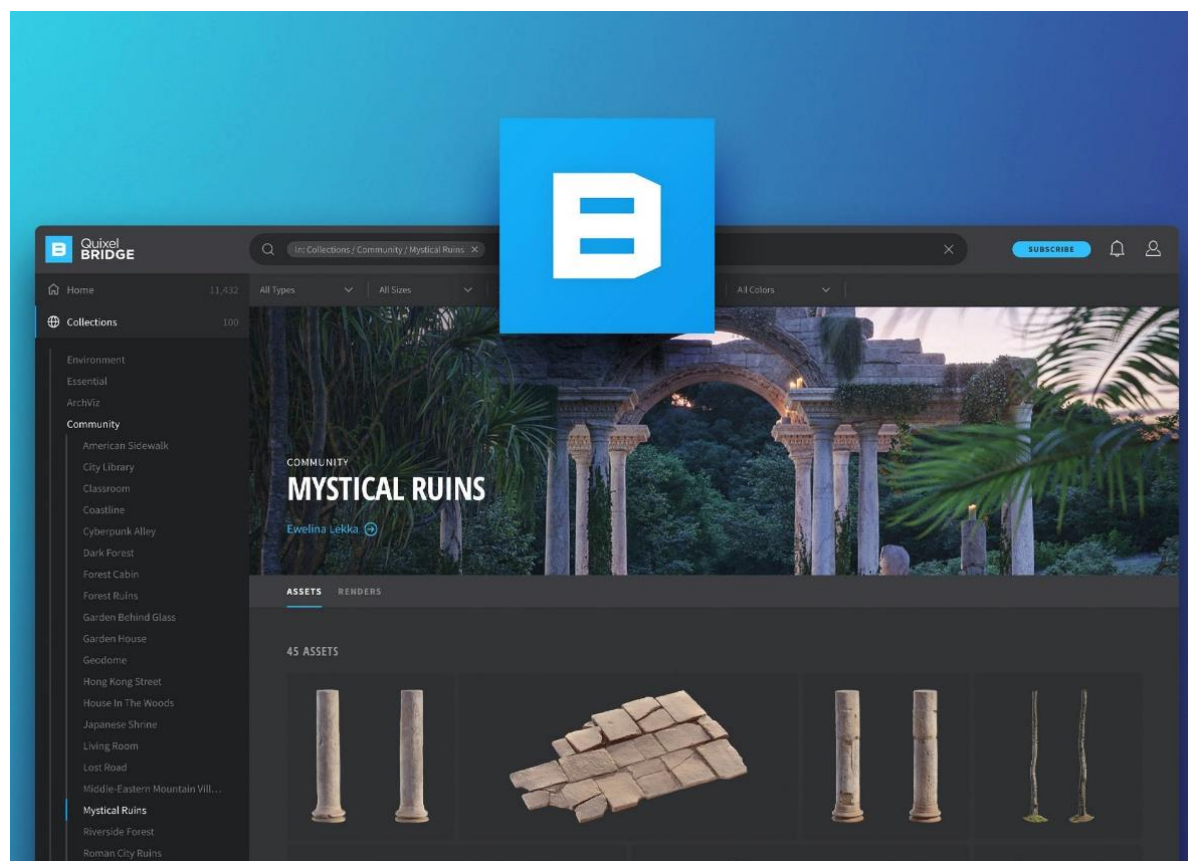 B
B Quixel
BRIDGE
In: Collections / Community / Mystical Ruins ×
SUBSCRIBE
Home 11,432
Collections 100
All Types
All Sizes
All Colors
Environment
Essential
ArchViz
Community
American Sidewalk
City Library
Classroom
Coastline
Cyberpunk Alley
Dark Forest
Forest Cabin
Forest Ruins
Garden Behind Glass
Garden House
Geodome
Hong Kong Street
House In The Woods
Japanese Shrine
Living Room
Lost Road
Middle-Eastern Mountain Vill...
Mystical Ruins
Riverside Forest
Roman City Ruins
COMMUNITY
MYSTICAL RUINS
Ewelina Lekka
ASSETS RENDERS
45 ASSETS